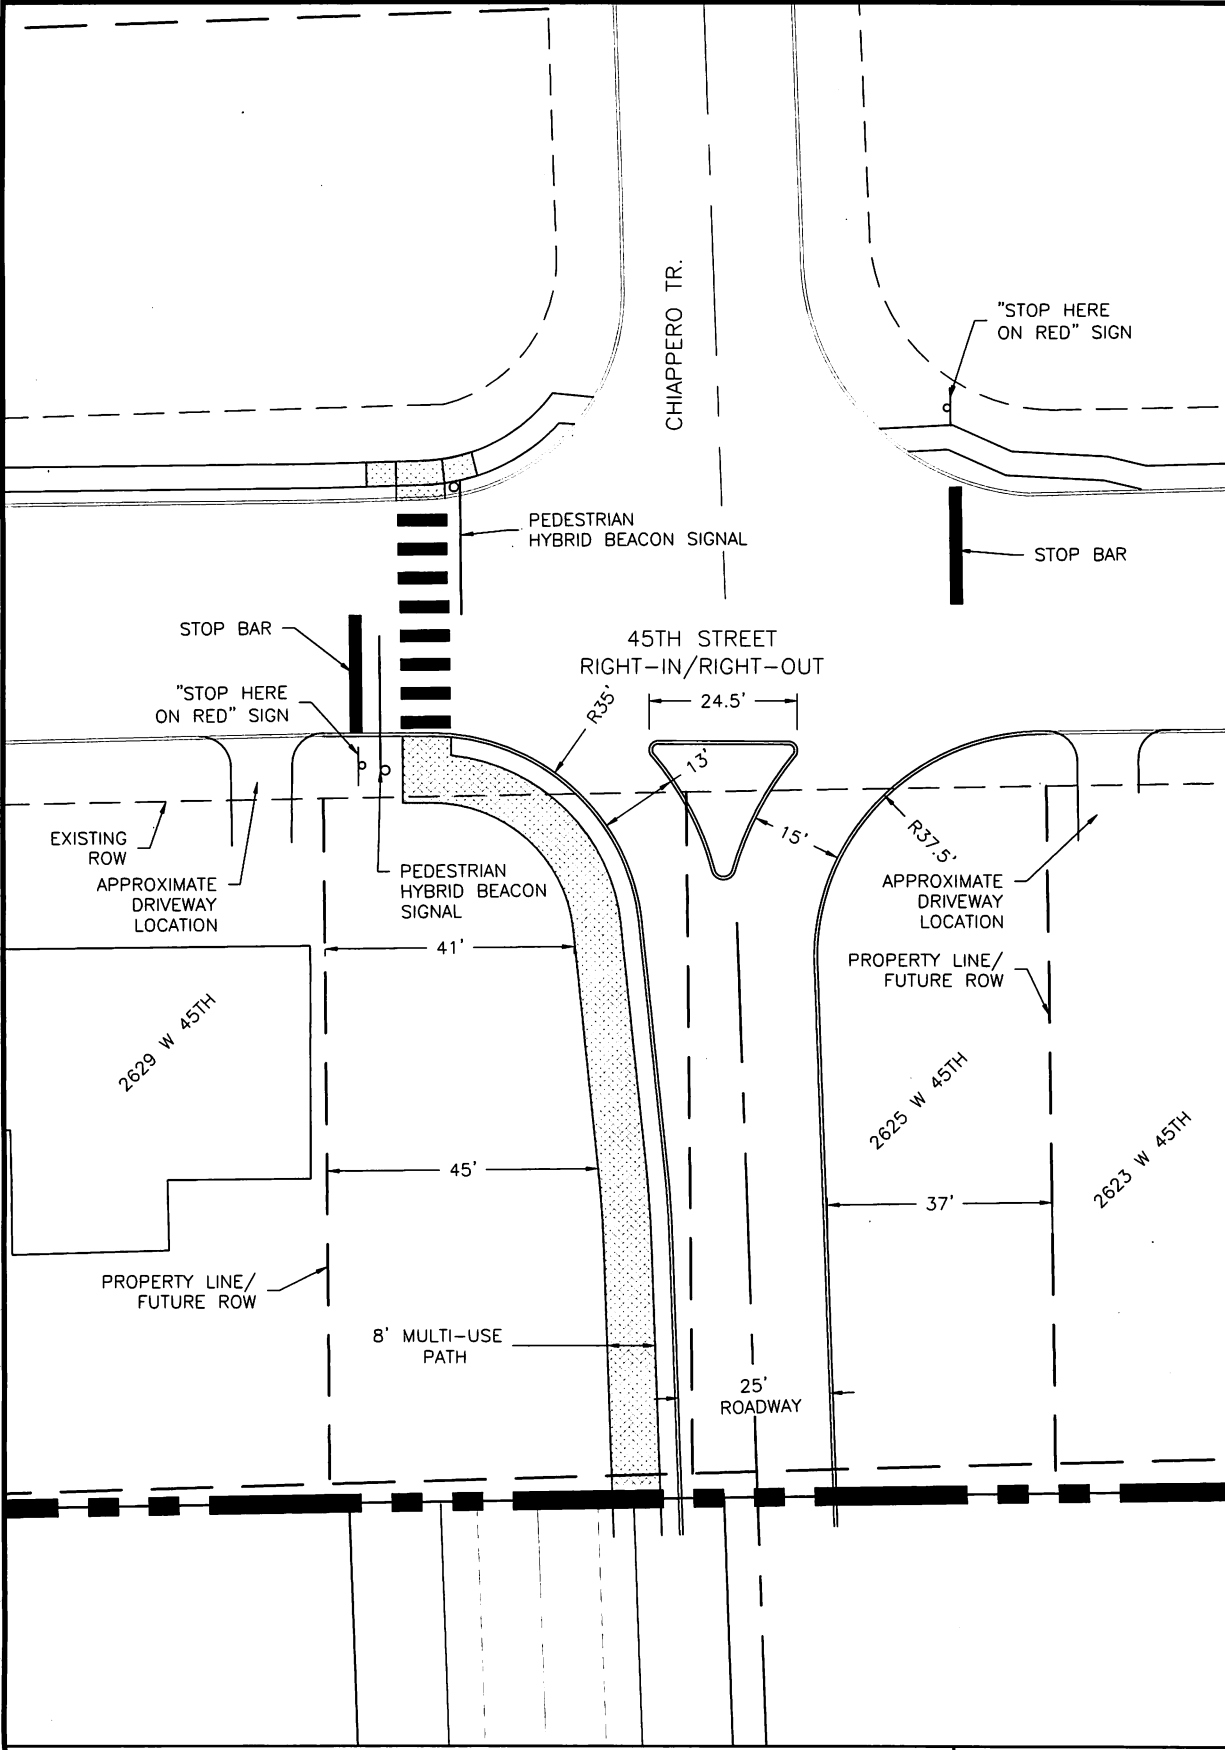 CHIAPPERO TR.
"STOP HERE
ON RED" SIGN
PEDESTRIAN
HYBRID BEACON SIGNAL
STOP BAR
STOP BAR
45TH STREET
RIGHT-IN/RIGHT-OUT
24.5'
"STOP HERE
ON RED" SIGN
R35'
13'
15'
R37.5'
EXISTING
ROW
APPROXIMATE
DRIVEWAY
LOCATION
PEDESTRIAN
HYBRID BEACON
SIGNAL
APPROXIMATE
DRIVEWAY
LOCATION
41'
PROPERTY LINE/
FUTURE ROW
2629 W 45TH
2625 W 45TH
2623 W 45TH
45'
37'
PROPERTY LINE/
FUTURE ROW
8' MULTI-USE
PATH
25'
ROADWAY